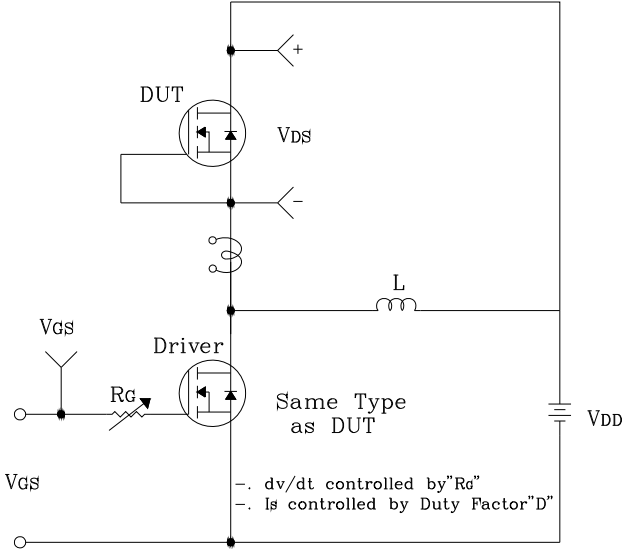 +
DUT
VDS
−
L
VGS
Driver
RG
Same Type
as DUT
VDD
VGS
−. dv/dt controlled by"RG"
−. Is controlled by Duty Factor"D"